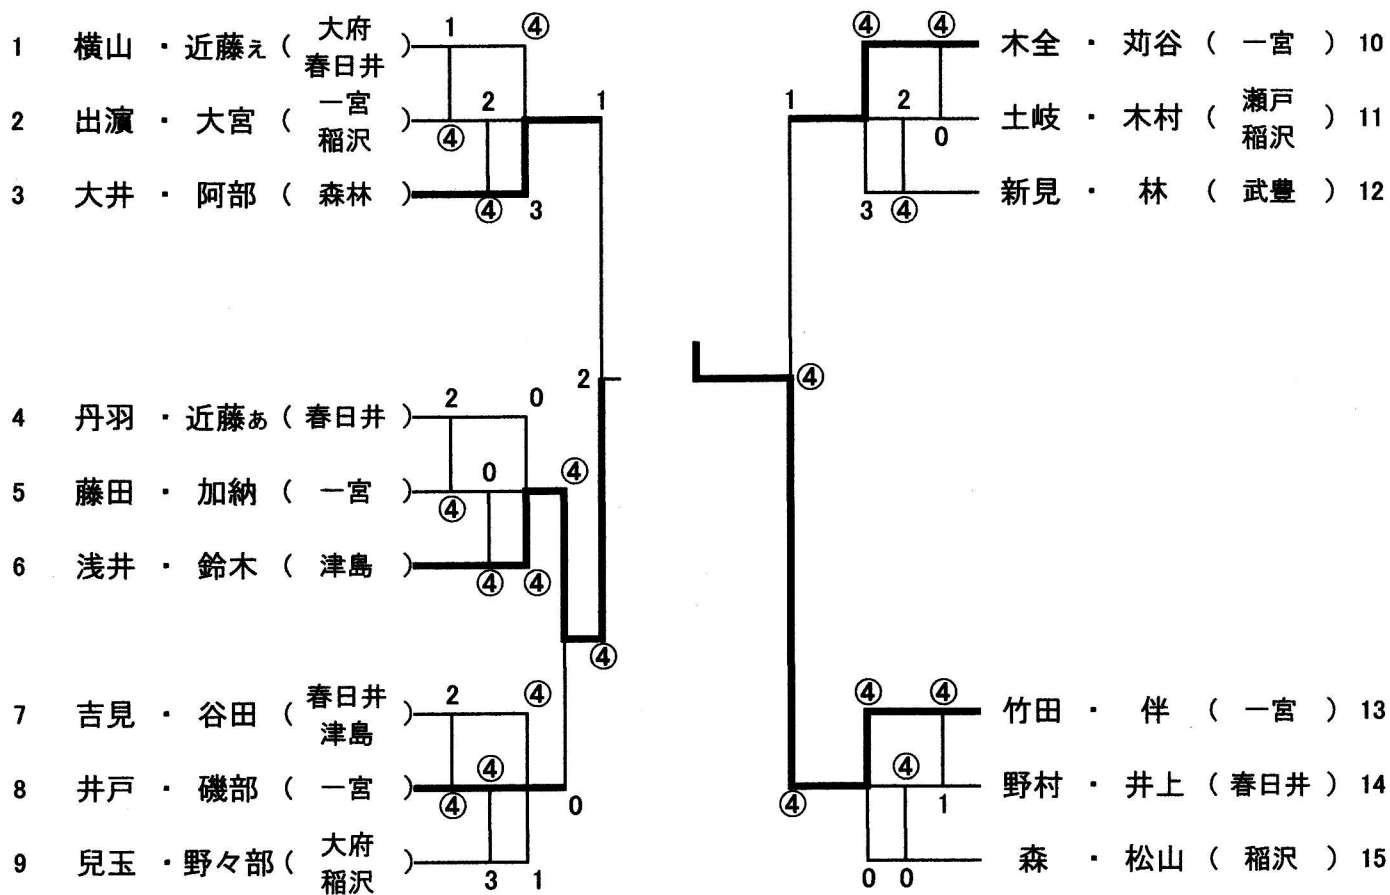 1 横山 ・ 近藤ぇ ( 大府 春日井 )
2 出濵 ・ 大宮 ( 一宮 稲沢 )
3 大井 ・ 阿部 ( 森林 )
1 ④
2
④
④ 3
1
4 丹羽 ・ 近藤ぁ ( 春日井 )
5 藤田 ・ 加納 ( 一宮 )
6 浅井 ・ 鈴木 ( 津島 )
2 0
0 ④
④
④ ④
2
④
7 吉見 ・ 谷田 ( 春日井 津島 )
8 井戸 ・ 磯部 ( 一宮 )
9 兒玉 ・ 野々部 ( 大府 稲沢 )
2 ④
④
④ 0
3 1
木全 ・ 苅谷 ( 一宮 ) 10
土岐 ・ 木村 ( 瀬戸 稲沢 ) 11
新見 ・ 林 ( 武豊 ) 12
④ ④
1 2
0
3 ④
④
竹田 ・ 伴 ( 一宮 ) 13
野村 ・ 井上 ( 春日井 ) 14
森 ・ 松山 ( 稲沢 ) 15
④ ④
④
④ 1
0 0